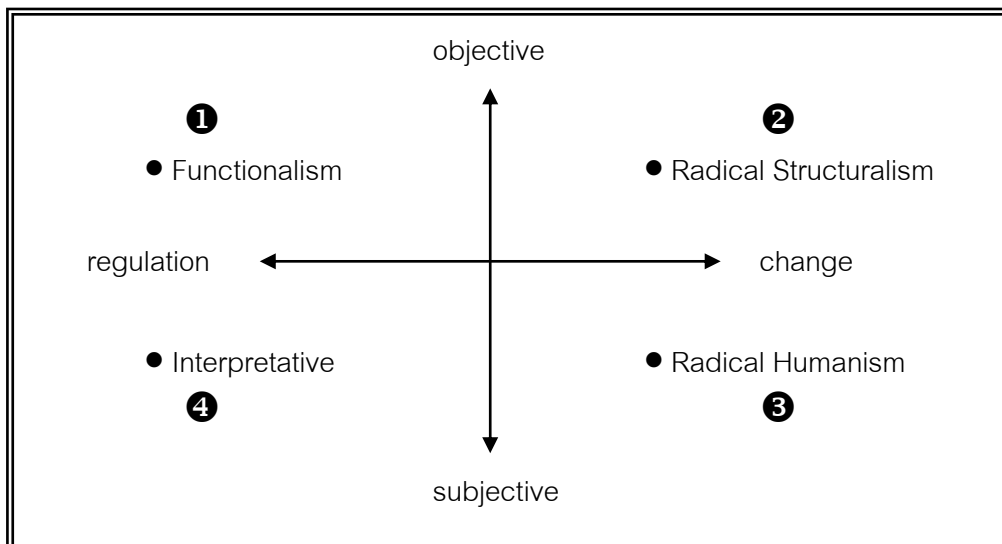 objective
❶ ❷
● Functionalism ● Radical Structuralism
regulation change
● Interpretative ● Radical Humanism
❹ ❸
subjective